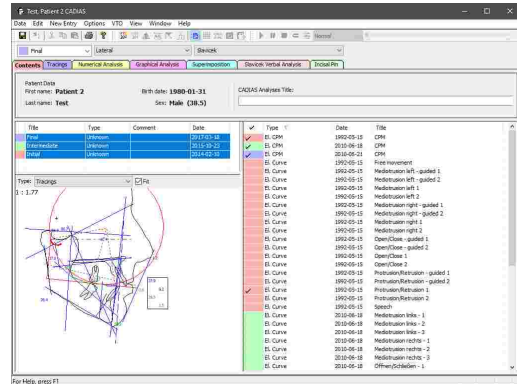 Test, Patient 2 CADIAS
Date Edit New Entry Options VTO View Window Help
Normal
Final Lateral Slavicek
Contents Tracings Numerical Analysis Graphical Analysis Superimposition Slavicek Verbal Analysis Incisal Pin
Patient Data
First name: Patient 2 Birth date: 1980-01-31 CADIAS Analyses Title:
Last name: Test Sex: Male (38.5)
Title Type Comment Date
Final Unknown 2017-03-18
Intermediate Unknown 2015-10-22
Initial Unknown 2014-02-10
Type: Tracings Fit
1 : 1.77
✓ Type Date Title
✓ El. CPM 1992-05-15 CPM
✓ El. CPM 2010-06-18 CPM
✓ El. CPM 2010-06-21 CPM
El. Curve 1992-05-15 Free movement
El. Curve 1992-05-15 Mediotrusion left - guided 1
El. Curve 1992-05-15 Mediotrusion left - guided 2
El. Curve 1992-05-15 Mediotrusion left 1
El. Curve 1992-05-15 Mediotrusion left 2
El. Curve 1992-05-15 Mediotrusion right - guided 1
El. Curve 1992-05-15 Mediotrusion right - guided 2
El. Curve 1992-05-15 Mediotrusion right 1
El. Curve 1992-05-15 Mediotrusion right 2
El. Curve 1992-05-15 Open/Close - guided 1
El. Curve 1992-05-15 Open/Close - guided 2
El. Curve 1992-05-15 Open/Close 1
El. Curve 1992-05-15 Open/Close 2
El. Curve 1992-05-15 Protrusion/Retrusion - guided 1
El. Curve 1992-05-15 Protrusion/Retrusion - guided 2
✓ El. Curve 1992-05-15 Protrusion/Retrusion 1
El. Curve 1992-05-15 Protrusion/Retrusion 2
El. Curve 1992-05-15 Speech
El. Curve 2010-06-18 Mediotrusion links - 1
El. Curve 2010-06-18 Mediotrusion links - 2
El. Curve 2010-06-18 Mediotrusion links - 3
El. Curve 2010-06-18 Mediotrusion rechts - 1
El. Curve 2010-06-18 Mediotrusion rechts - 2
El. Curve 2010-06-18 Mediotrusion rechts - 3
El. Curve 2010-06-18 Öffnen/Schließen - 1
For Help, press F1